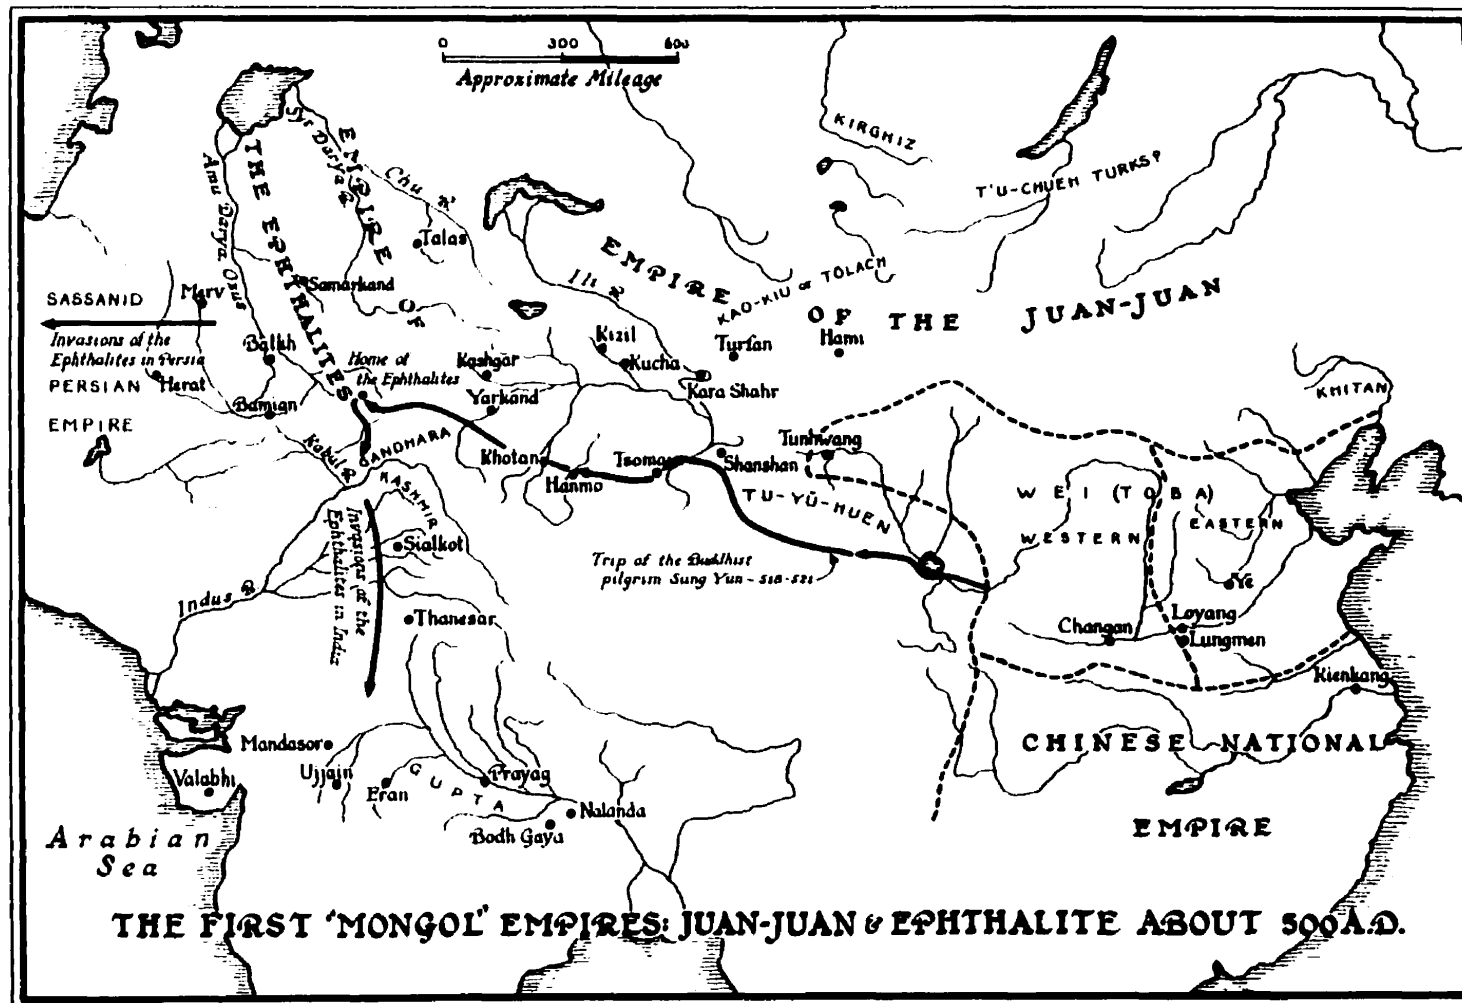 0 300 600
Approximate Mileage
KIRGHIZ
T'U-CHUEH TURKS?
Syr Darya R
EMPIRE
Chu R
Amu Darya Oxus
THE EPHTHALITES
Talas
EMPIRE
OF THE JUAN-JUAN
KAO-KIU or TÖLACH
Ili R
Samarkand
OF
Merv
SASSANID
Invasions of the
Ephthalites in Persia
PERSIAN
EMPIRE
Herat
Balkh
Bamian
Home of
the Ephthalites
Kashgar
Yarkand
Kizil
Kucha
Turfan
Hami
Kara Shahr
KHITAN
Kabul R
GANDHARA
KASHMIR
Khotan
Hanmo
Tsomo
Shanshan
Tunhwang
TU-YÜ-HUEN
WEI (TOBA)
WESTERN
EASTERN
Trip of the Buddhist
pilgrim Sung Yun - 518-521
Invasions of the
Ephthalites in India
Sialkot
Indus R
Thanesar
Ye
Changan
Loyang
Lungmen
Kienkang
Mandasor
Valabhi
Ujjain
Eran
GUPTA
Prayag
Nalanda
Bodh Gaya
CHINESE NATIONAL
EMPIRE
Arabian
Sea
THE FIRST "MONGOL" EMPIRES: JUAN-JUAN & EPHTHALITE ABOUT 500 A.D.